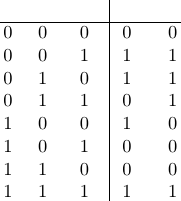 0 0 0 0 0
0 0 1 1 1
0 1 0 1 1
0 1 1 0 1
1 0 0 1 0
1 0 1 0 0
1 1 0 0 0
1 1 1 1 1